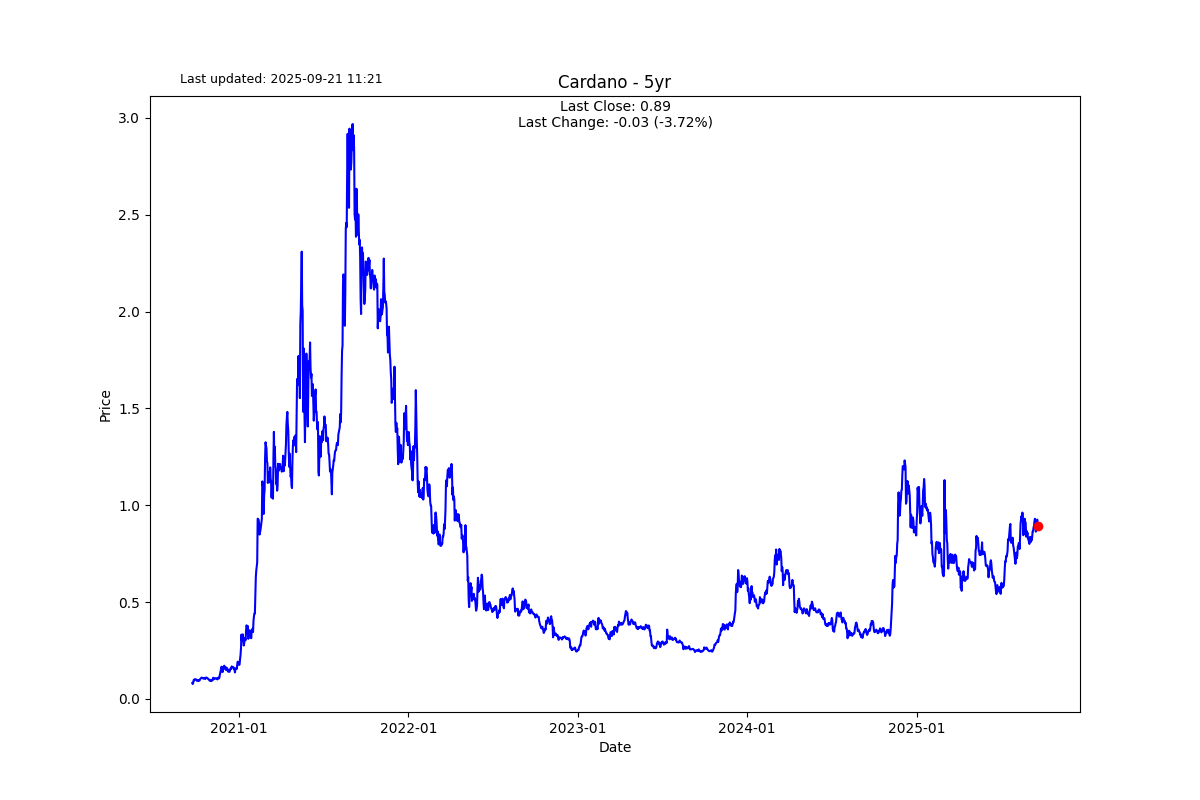 Last updated: 2025-09-21 11:21
Cardano - 5yr
Last Close: 0.89
Last Change: -0.03 (-3.72%)
3.0
2.5
2.0
1.5
1.0
0.5
0.0
Price
2021-01
2022-01
2023-01
2024-01
2025-01
Date